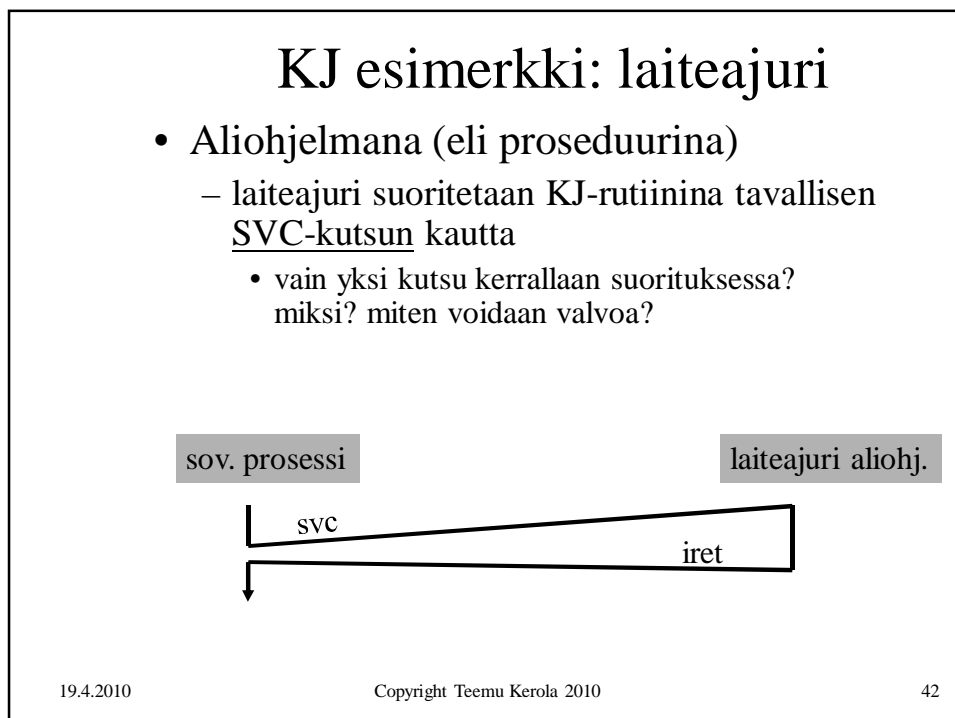 KJ esimerkki: laiteajuri
• Aliohjelmana (eli proseduurina)
– laiteajuri suoritetaan KJ-rutiinina tavallisen
SVC-kutsun kautta
• vain yksi kutsu kerrallaan suorituksessa?
miksi? miten voidaan valvoa?
sov. prosessi
laiteajuri aliohj.
svc
iret
19.4.2010
Copyright Teemu Kerola 2010
42